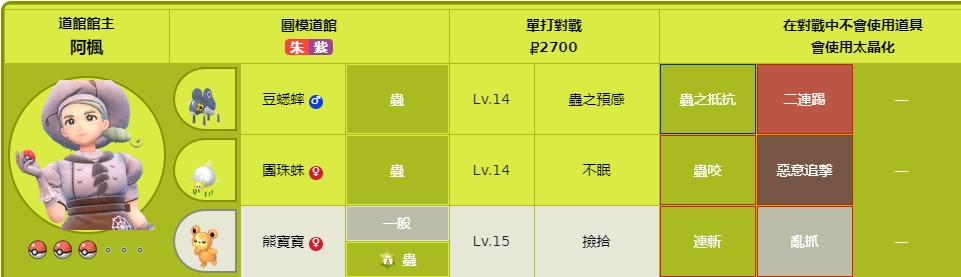 道館館主
阿楓
圓模道館
朱 紫
單打對戰
₽2700
在對戰中不會使用道具
會使用太晶化
豆蟋蟀♂ 蟲 Lv.14 蟲之預感 蟲之抵抗 二連踢 —
團珠蛛♀ 蟲 Lv.14 不眠 蟲咬 惡意追擊 —
熊寶寶♀ 一般 蟲 Lv.15 撿拾 連斬 亂抓 —